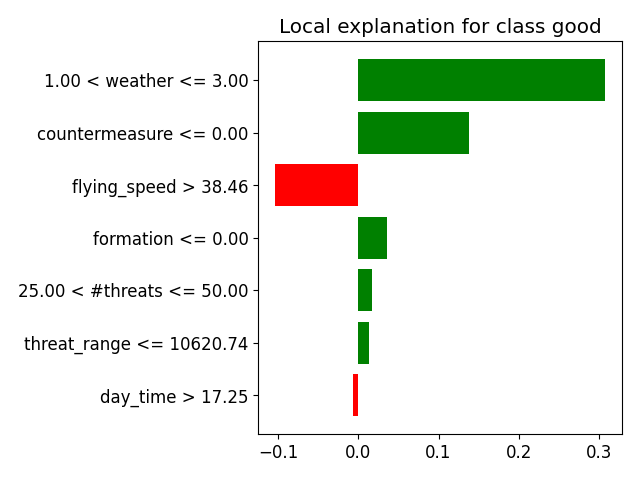 Local explanation for class good
1.00 < weather <= 3.00
countermeasure <= 0.00
flying_speed > 38.46
formation <= 0.00
25.00 < #threats <= 50.00
threat_range <= 10620.74
day_time > 17.25
−0.1 0.0 0.1 0.2 0.3